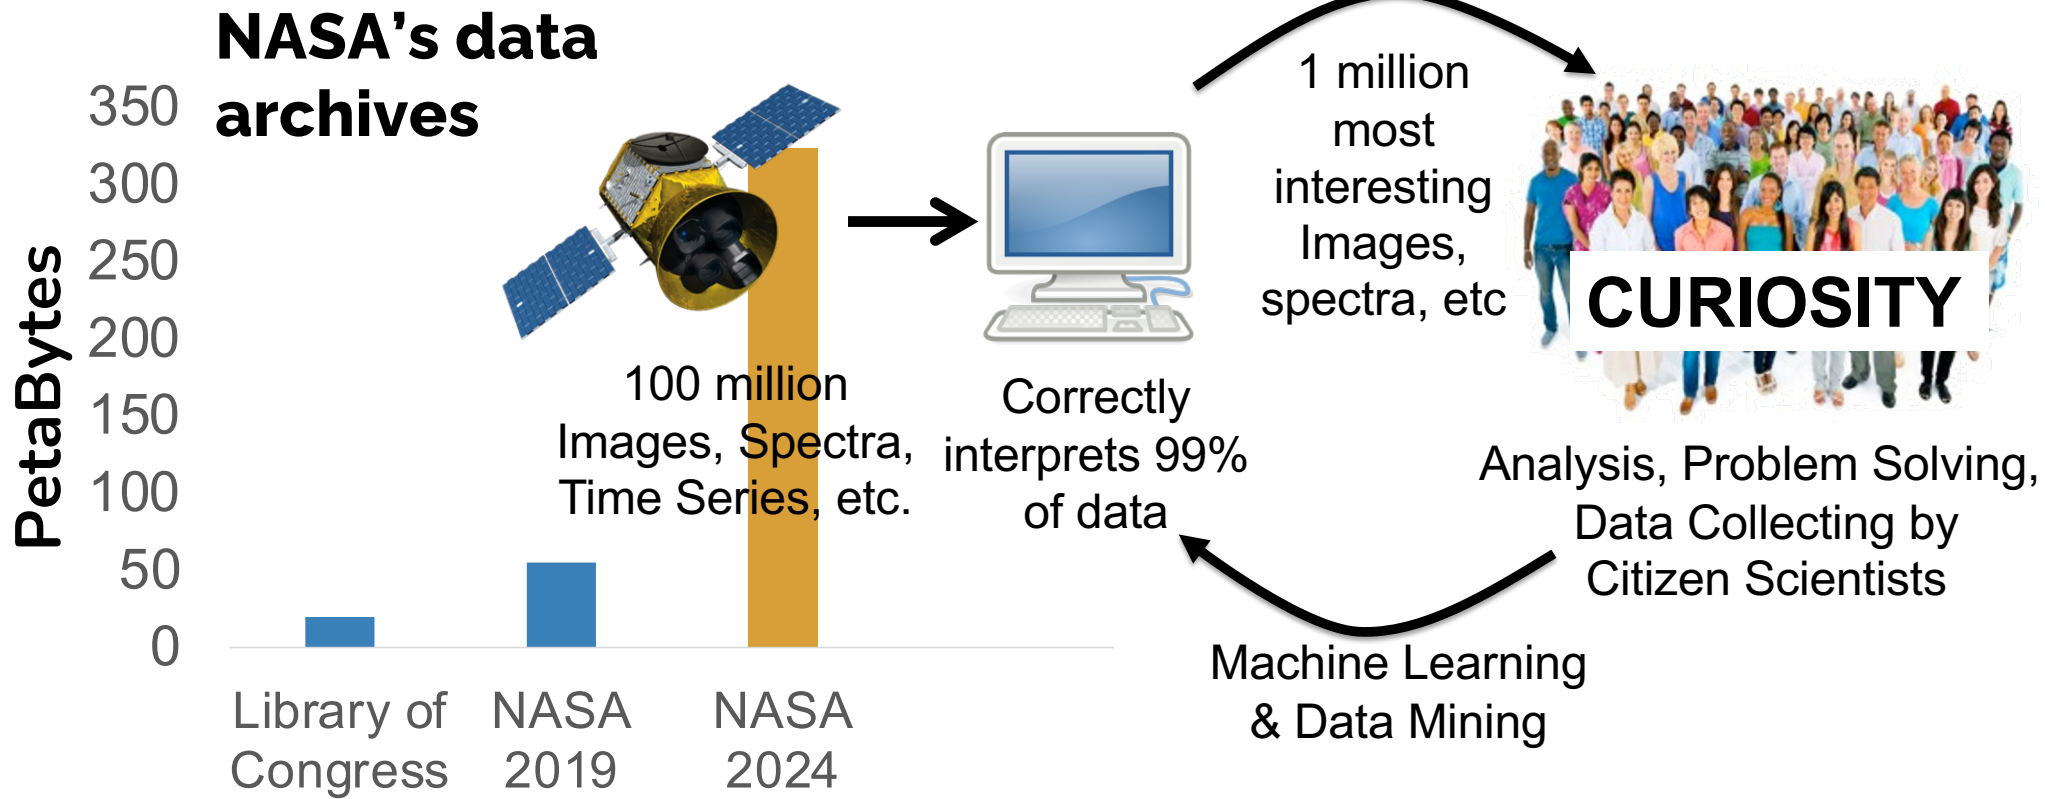 NASA's data
archives
PetaBytes
350
300
250
200
150
100
50
0
Library of
Congress
NASA
2019
NASA
2024
100 million
Images, Spectra,
Time Series, etc.
Correctly
interprets 99%
of data
1 million
most
interesting
Images,
spectra, etc
CURIOSITY
Analysis, Problem Solving,
Data Collecting by
Citizen Scientists
Machine Learning
& Data Mining